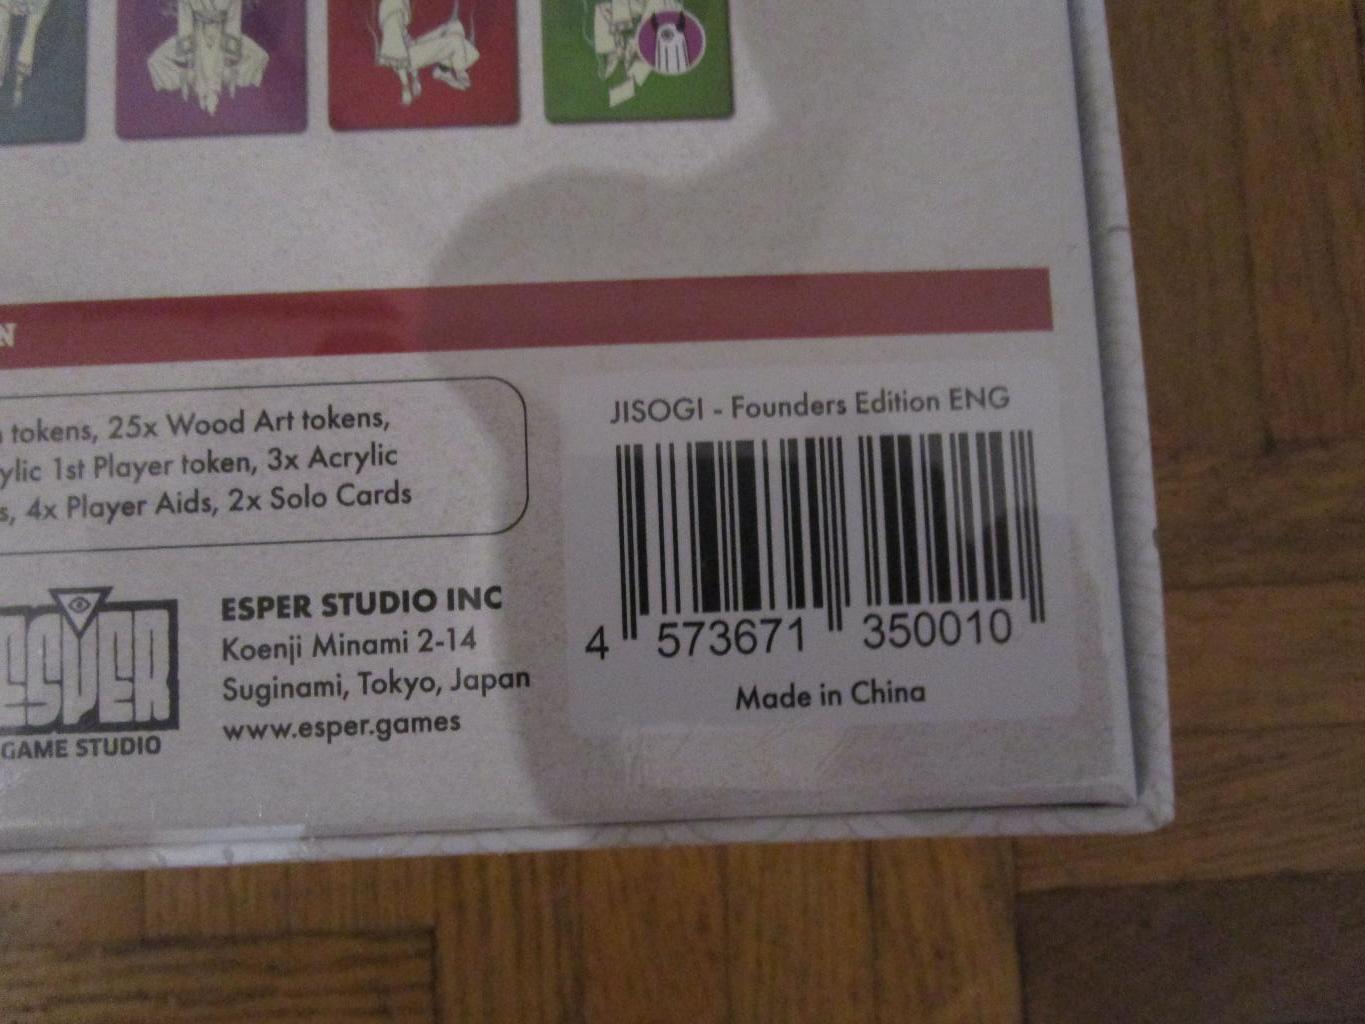 N
tokens, 25x Wood Art tokens,
ylic 1st Player token, 3x Acrylic
s, 4x Player Aids, 2x Solo Cards
ESPER
GAME STUDIO
ESPER STUDIO INC
Koenji Minami 2-14
Suginami, Tokyo, Japan
www.esper.games
JISOGI - Founders Edition ENG
4 573671 350010
Made in China